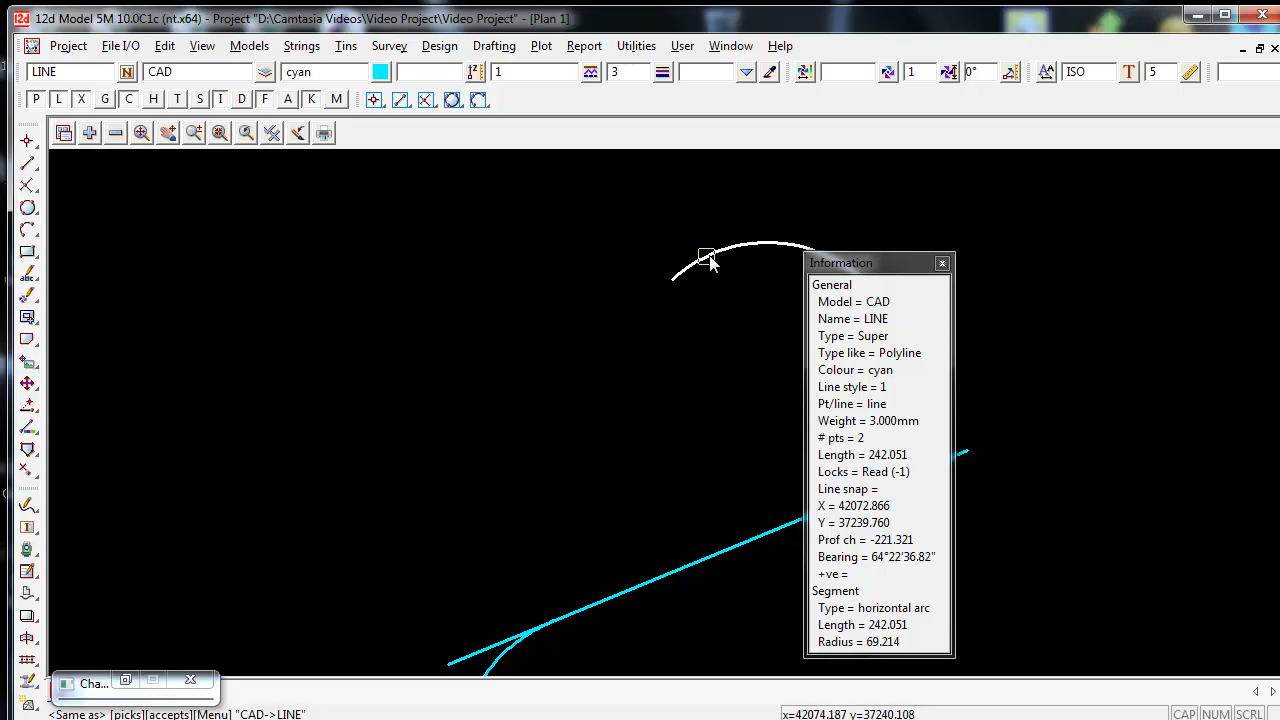 12d Model 5M 10.0C1c (nt.x64) - Project "D:\Camtasia Videos\Video Project\Video Project" - [Plan 1]
Project File I/O Edit View Models Strings Tins Survey Design Drafting Plot Report Utilities User Window Help
LINE N CAD cyan 1 3 1 0° ISO T 5
P L X G C H T S I D F A K M
abc
Information
General
Model = CAD
Name = LINE
Type = Super
Type like = Polyline
Colour = cyan
Line style = 1
Pt/line = line
Weight = 3.000mm
# pts = 2
Length = 242.051
Locks = Read (-1)
Line snap =
X = 42072.866
Y = 37239.760
Prof ch = -221.321
Bearing = 64°22'36.82"
+ve =
Segment
Type = horizontal arc
Length = 242.051
Radius = 69.214
Cha...
<Same as> [picks][accepts][Menu] "CAD->LINE" x=42074.187 y=37240.108 CAP NUM SCRL